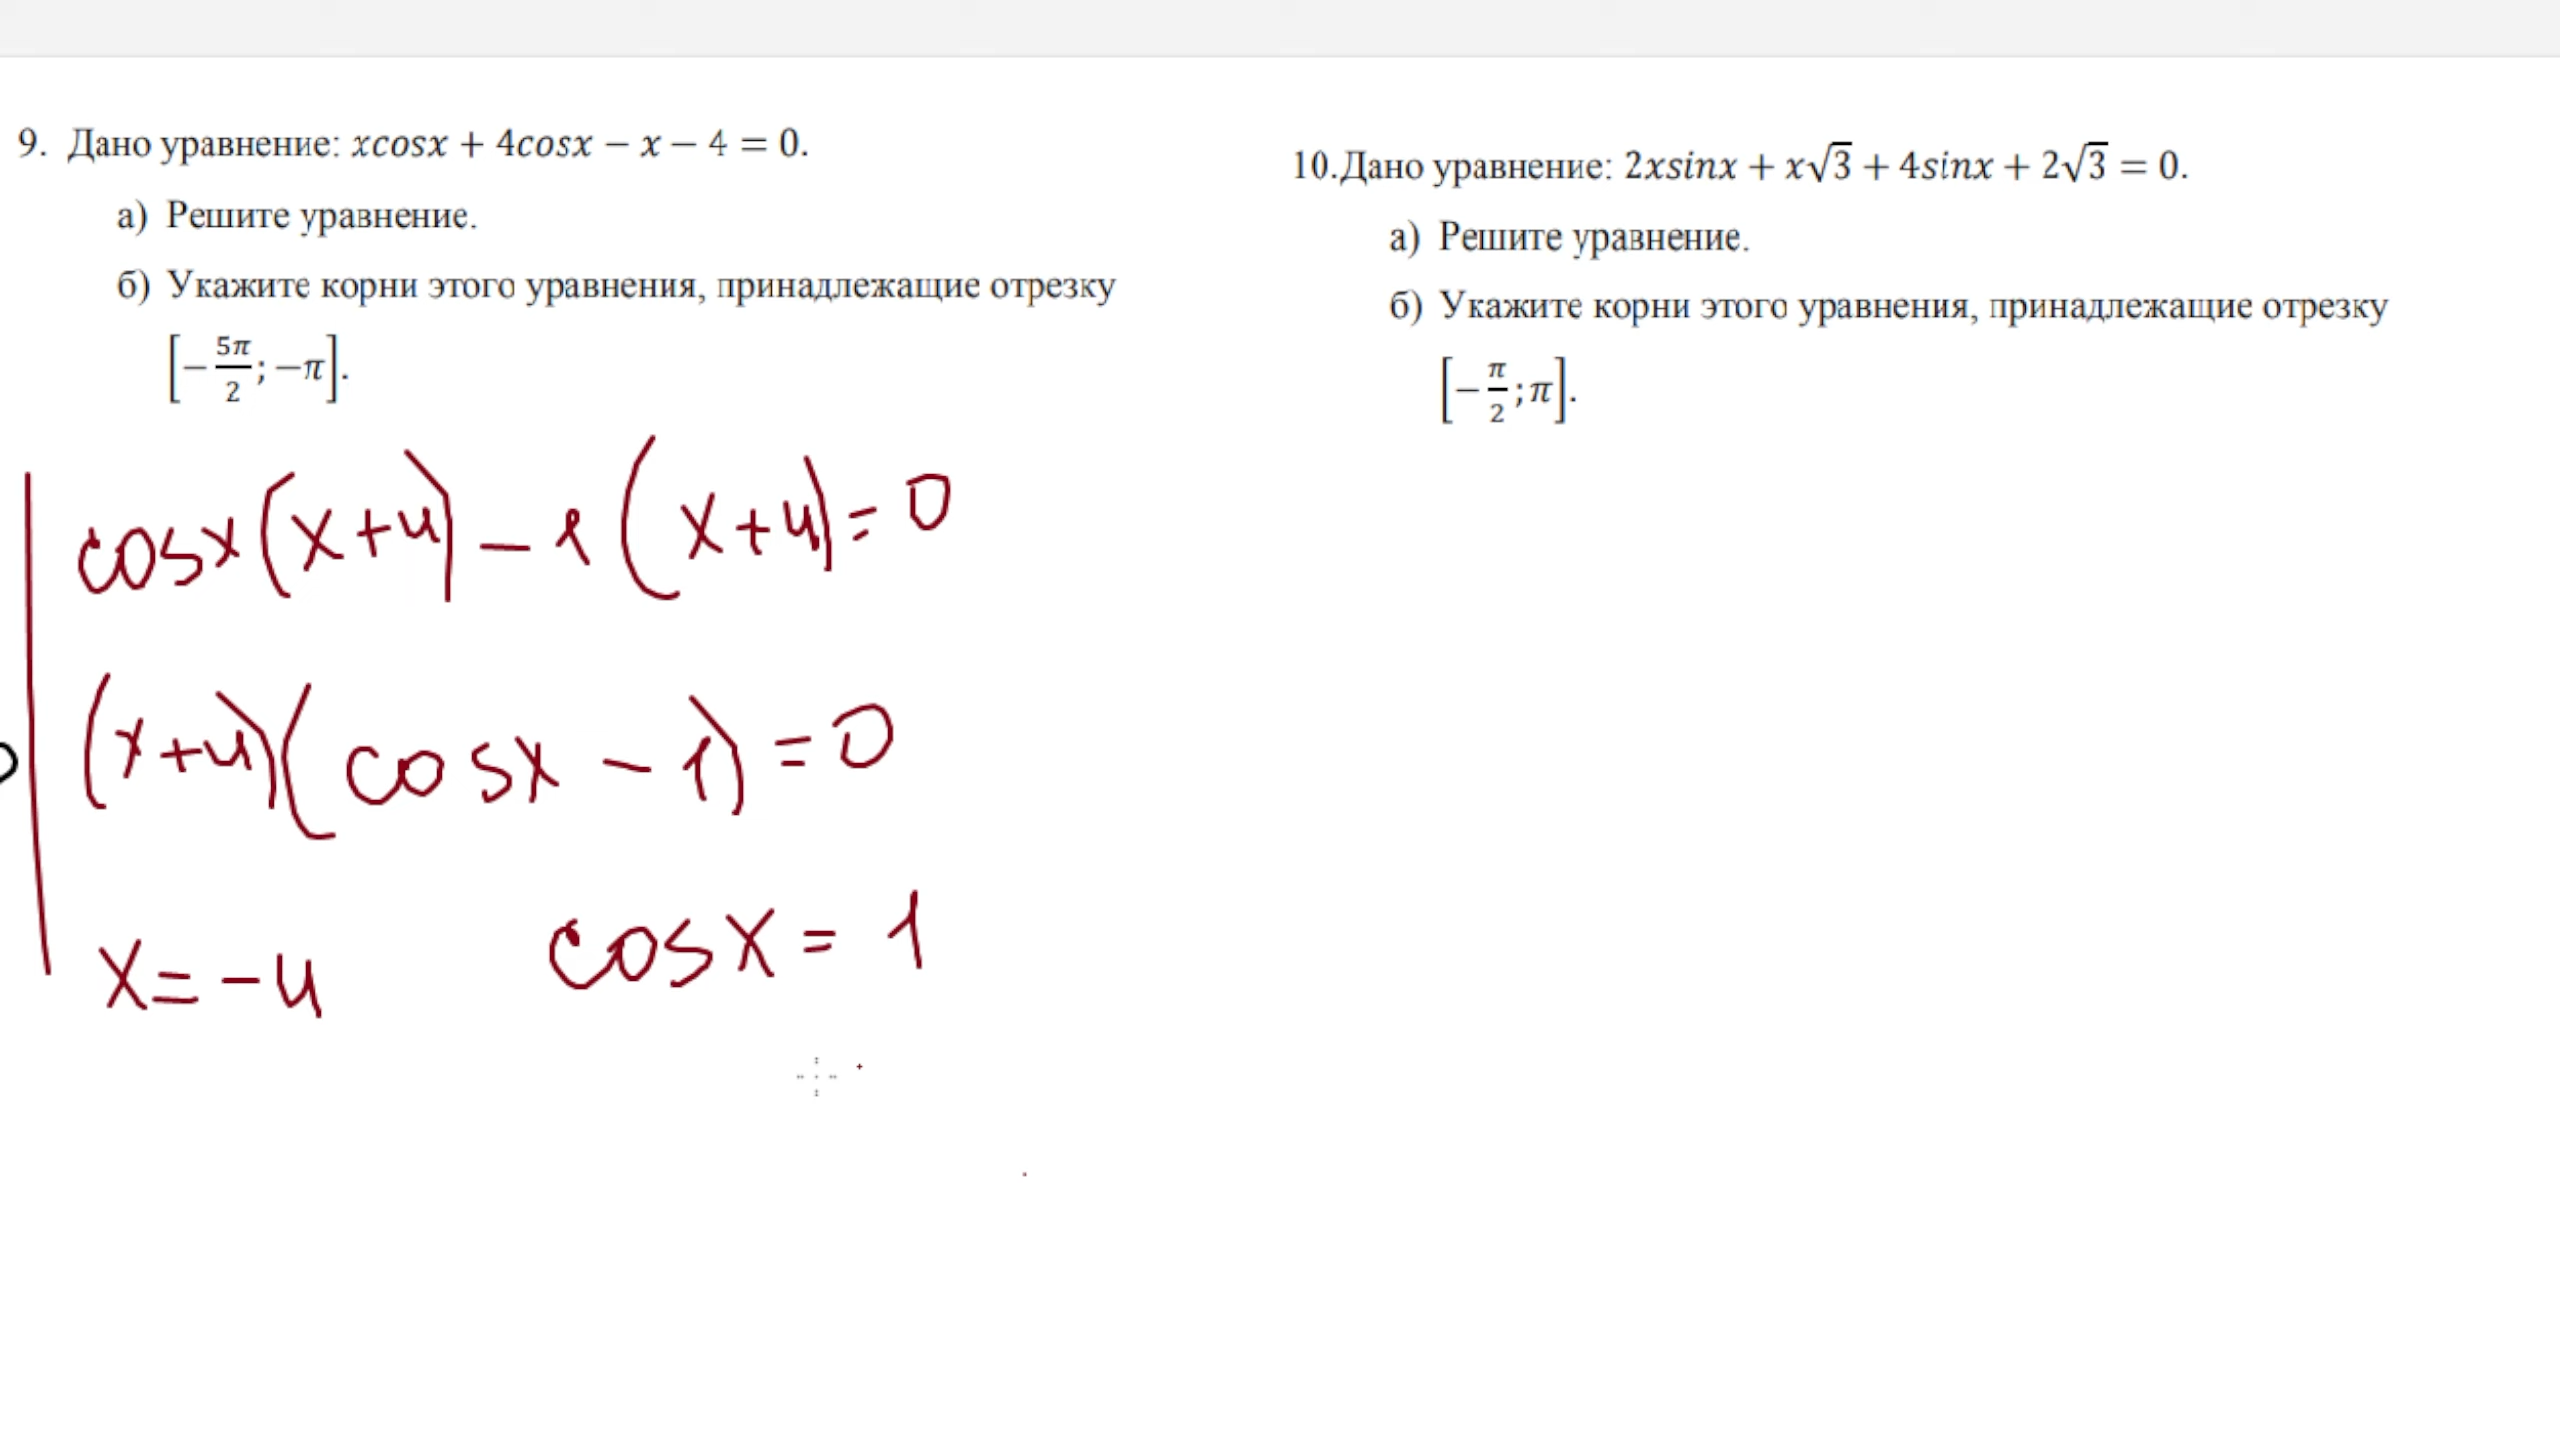 9. Дано уравнение: xcosx + 4cosx − x − 4 = 0.
а) Решите уравнение.
б) Укажите корни этого уравнения, принадлежащие отрезку
[−5π/2; −π].
cosx(x+4) − 1(x+4) = 0
(x+4)(cosx − 1) = 0
x = −4 cosx = 1
10.Дано уравнение: 2xsinx + x√3 + 4sinx + 2√3 = 0.
а) Решите уравнение.
б) Укажите корни этого уравнения, принадлежащие отрезку
[−π/2; π].